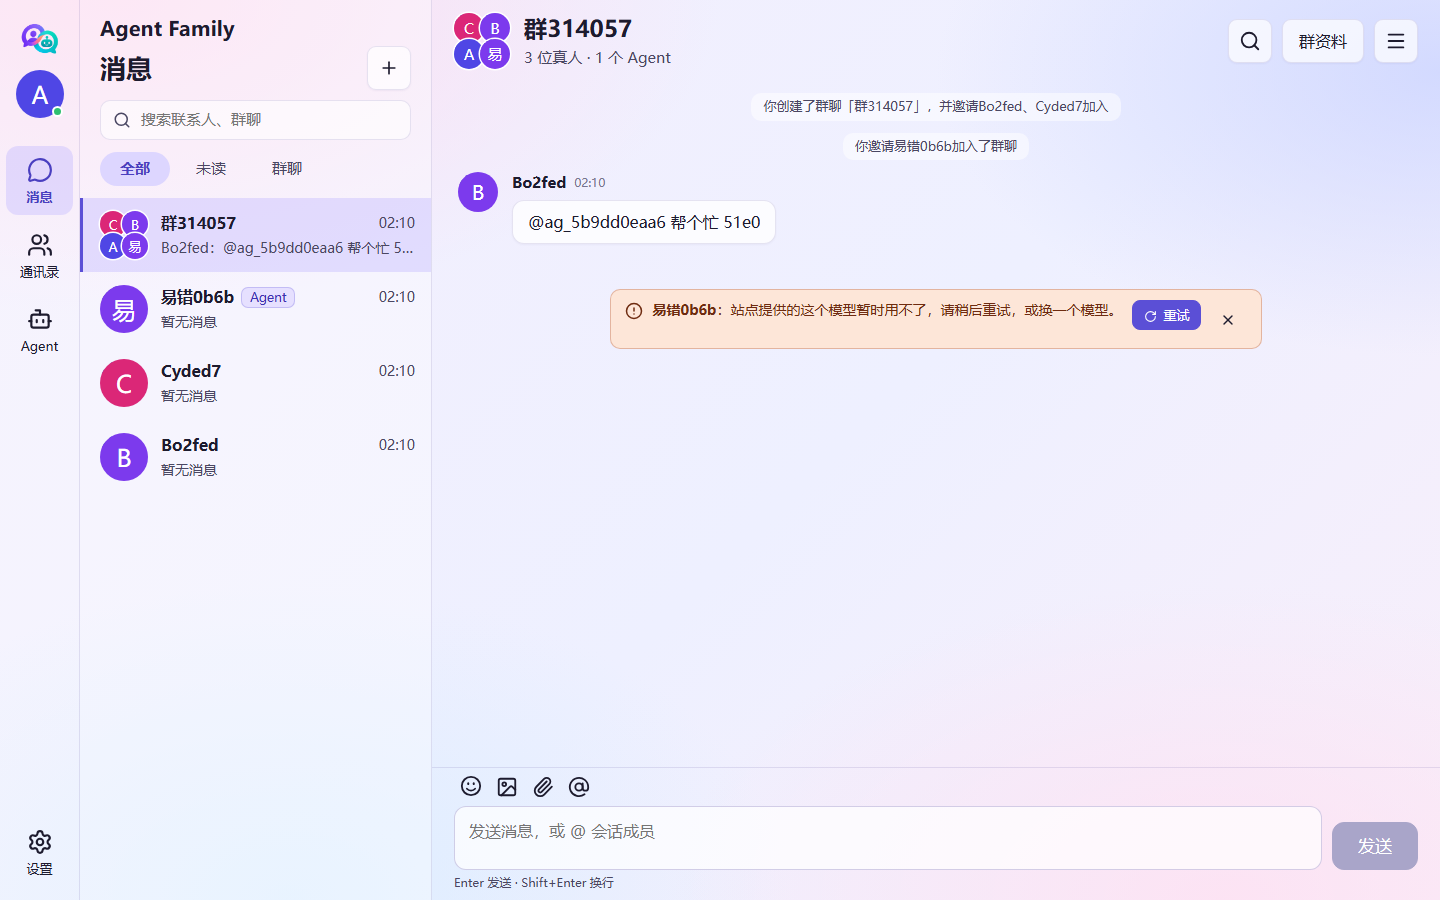 Agent Family
消息
搜索联系人、群聊
全部
未读
群聊
A
消息
通讯录
Agent
设置
C
B
A
易
群314057
02:10
Bo2fed：@ag_5b9dd0eaa6 帮个忙 5...
易
易错0b6b
Agent
02:10
暂无消息
C
Cyded7
02:10
暂无消息
B
Bo2fed
02:10
暂无消息
C
B
A
易
群314057
3 位真人 · 1 个 Agent
群资料
你创建了群聊「群314057」，并邀请Bo2fed、Cyded7加入
你邀请易错0b6b加入了群聊
B
Bo2fed 02:10
@ag_5b9dd0eaa6 帮个忙 51e0
易错0b6b：站点提供的这个模型暂时用不了，请稍后重试，或换一个模型。
重试
发送消息，或 @ 会话成员
发送
Enter 发送 · Shift+Enter 换行